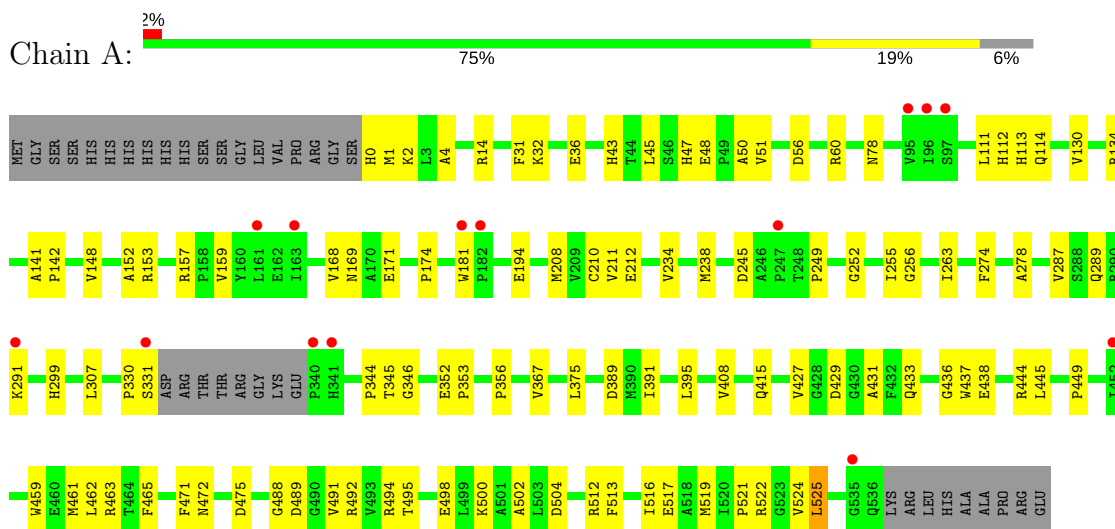 2%
Chain A:
75% 19% 6%
MET GLY SER SER HIS HIS HIS HIS HIS HIS SER SER GLY LEU VAL PRO ARG GLY SER H0 M1 K2 L3 A4 R14 F31 K32 E36 H43 T44 L45 S46 H47 E48 P49 A50 V51 D56 R60 N78 V95 I96 S97 L111 H112 H113 Q114 V130
A141 P142 V148 A152 R153 R157 P158 V159 Y160 L161 E162 I163 V168 N169 A170 E171 P174 W181 P182 E194 M208 V209 C210 V211 E212 V234 M238 D245 A246 P247 T248 P249 G252 I255 G256 I263 F274 A278 V287 S288 Q289
K291 H299 L307 P330 S331 ASP ARG THR THR ARG GLY LYS GLU P340 H341 P344 T345 G346 E352 P353 P356 V367 L375 D389 M390 I391 L395 V408 Q415 V427 G428 D429 G430 A431 F432 Q433 G436 W437 E438 R444 L445 P449
W459 E460 M461 L462 R463 T464 F465 F471 N472 D475 G488 D489 G490 V491 R492 V493 R494 T495 E498 L499 K500 A501 A502 L503 D504 R512 F513 I516 E517 A518 M519 I520 P521 R522 G523 V524 L525 G535 Q536 LYS ARG LEU HIS ALA ALA PRO ARG GLU